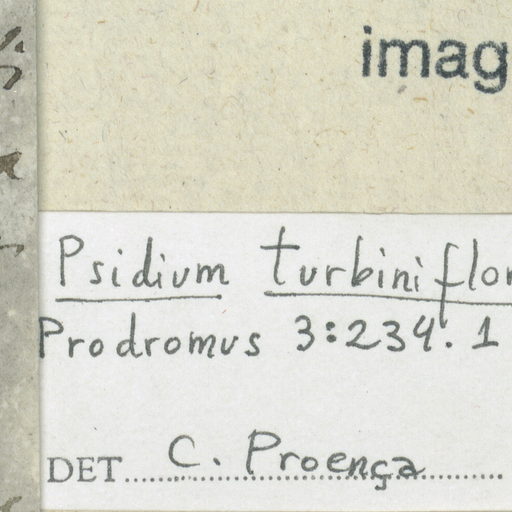 imag
Psidium turbiniflor
Prodromus 3:234. 1
DET C. Proença